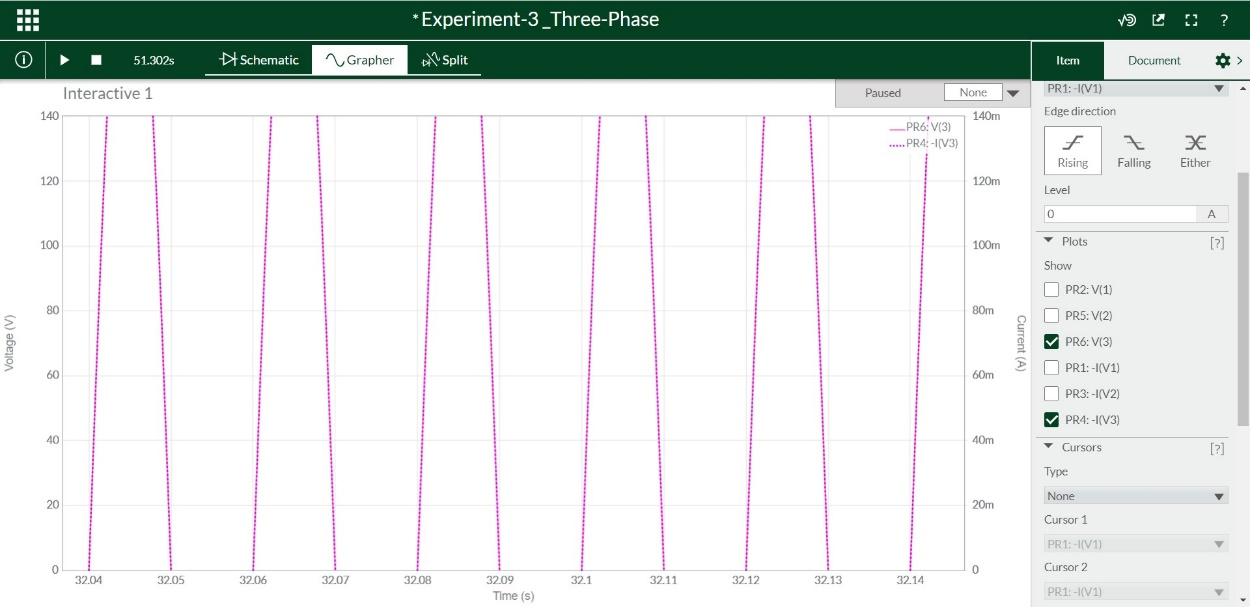 *Experiment-3 _Three-Phase
?
51.302s
Schematic
Grapher
Split
Item
Document
Interactive 1
Paused
None
PR1: -I(V1)
Edge direction
Rising
Falling
Either
Level
0
A
Plots
[?]
Show
PR2: V(1)
PR5: V(2)
PR6: V(3)
PR1: -I(V1)
PR3: -I(V2)
PR4: -I(V3)
Cursors
[?]
Type
None
Cursor 1
PR1: -I(V1)
Cursor 2
PR1: -I(V1)
PR6: V(3)
PR4: -I(V3)
Voltage (V)
140
120
100
80
60
40
20
0
140m
120m
100m
80m
60m
40m
20m
0
Current (A)
32.04
32.05
32.06
32.07
32.08
32.09
32.1
32.11
32.12
32.13
32.14
Time (s)